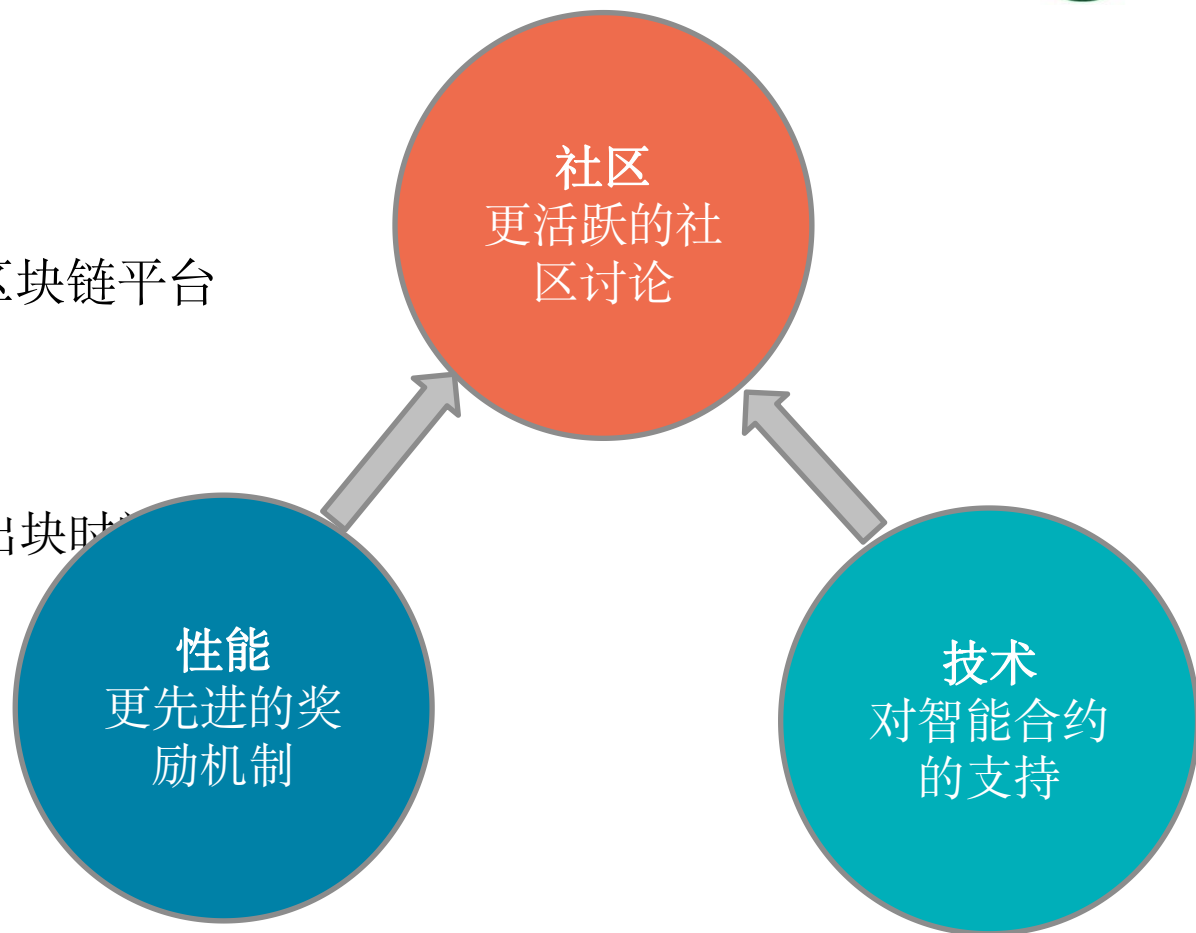 社区
更活跃的社
区讨论
区块链平台
出块时
性能
更先进的奖
励机制
技术
对智能合约
的支持